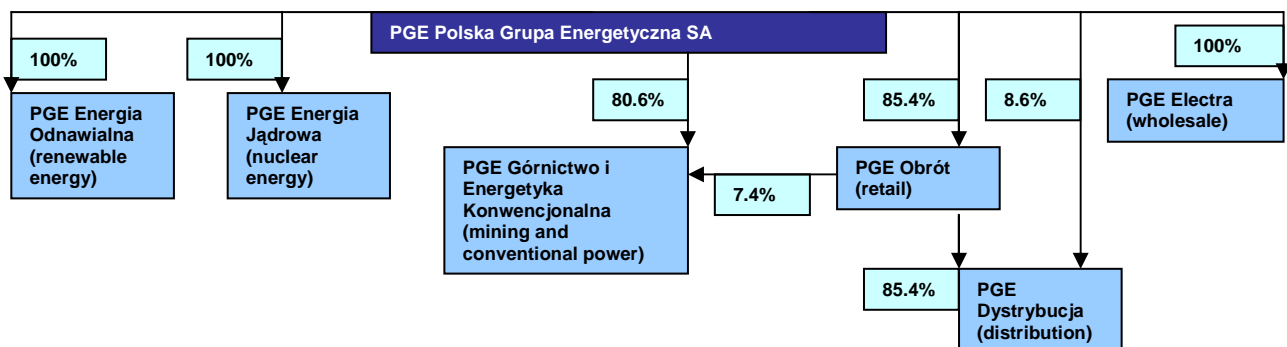 PGE Polska Grupa Energetyczna SA
100%
100%
100%
80.6%
85.4%
8.6%
PGE Energia
Odnawialna
(renewable
energy)
PGE Energia
Jądrowa
(nuclear
energy)
PGE Electra
(wholesale)
PGE Górnictwo i
Energetyka
Konwencjonalna
(mining and
conventional power)
7.4%
PGE Obrót
(retail)
85.4%
PGE
Dystrybucja
(distribution)